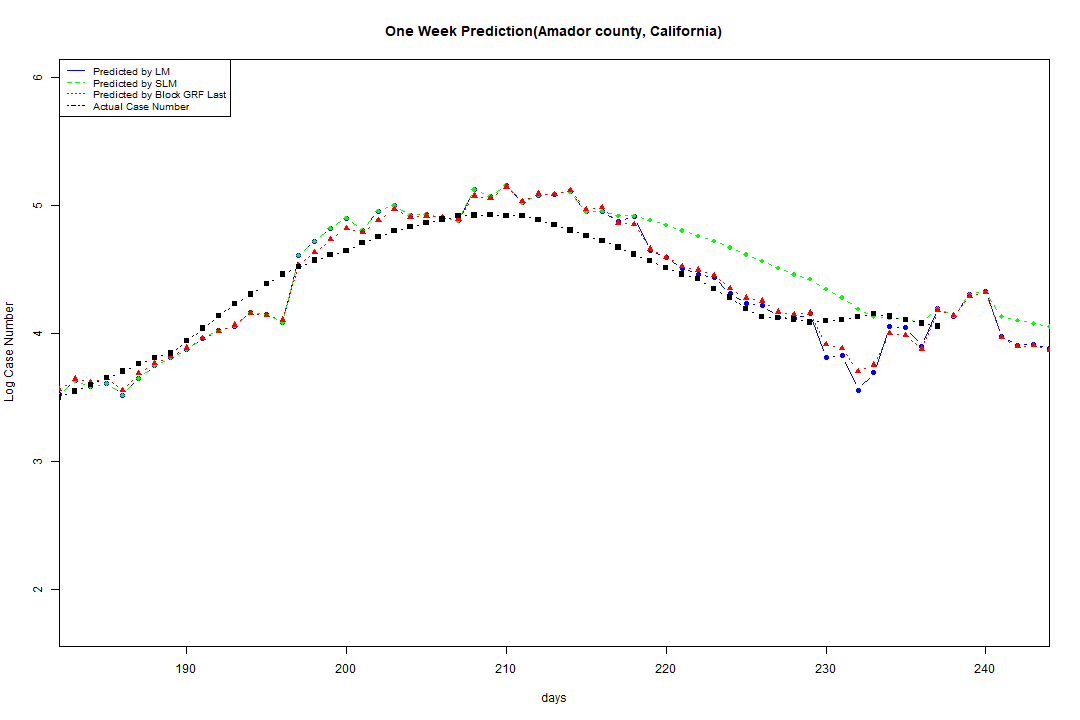 One Week Prediction(Amador county, California)
Predicted by LM
Predicted by SLM
Predicted by Block GRF Last
Actual Case Number
Log Case Number
6
5
4
3
2
190 200 210 220 230 240
days